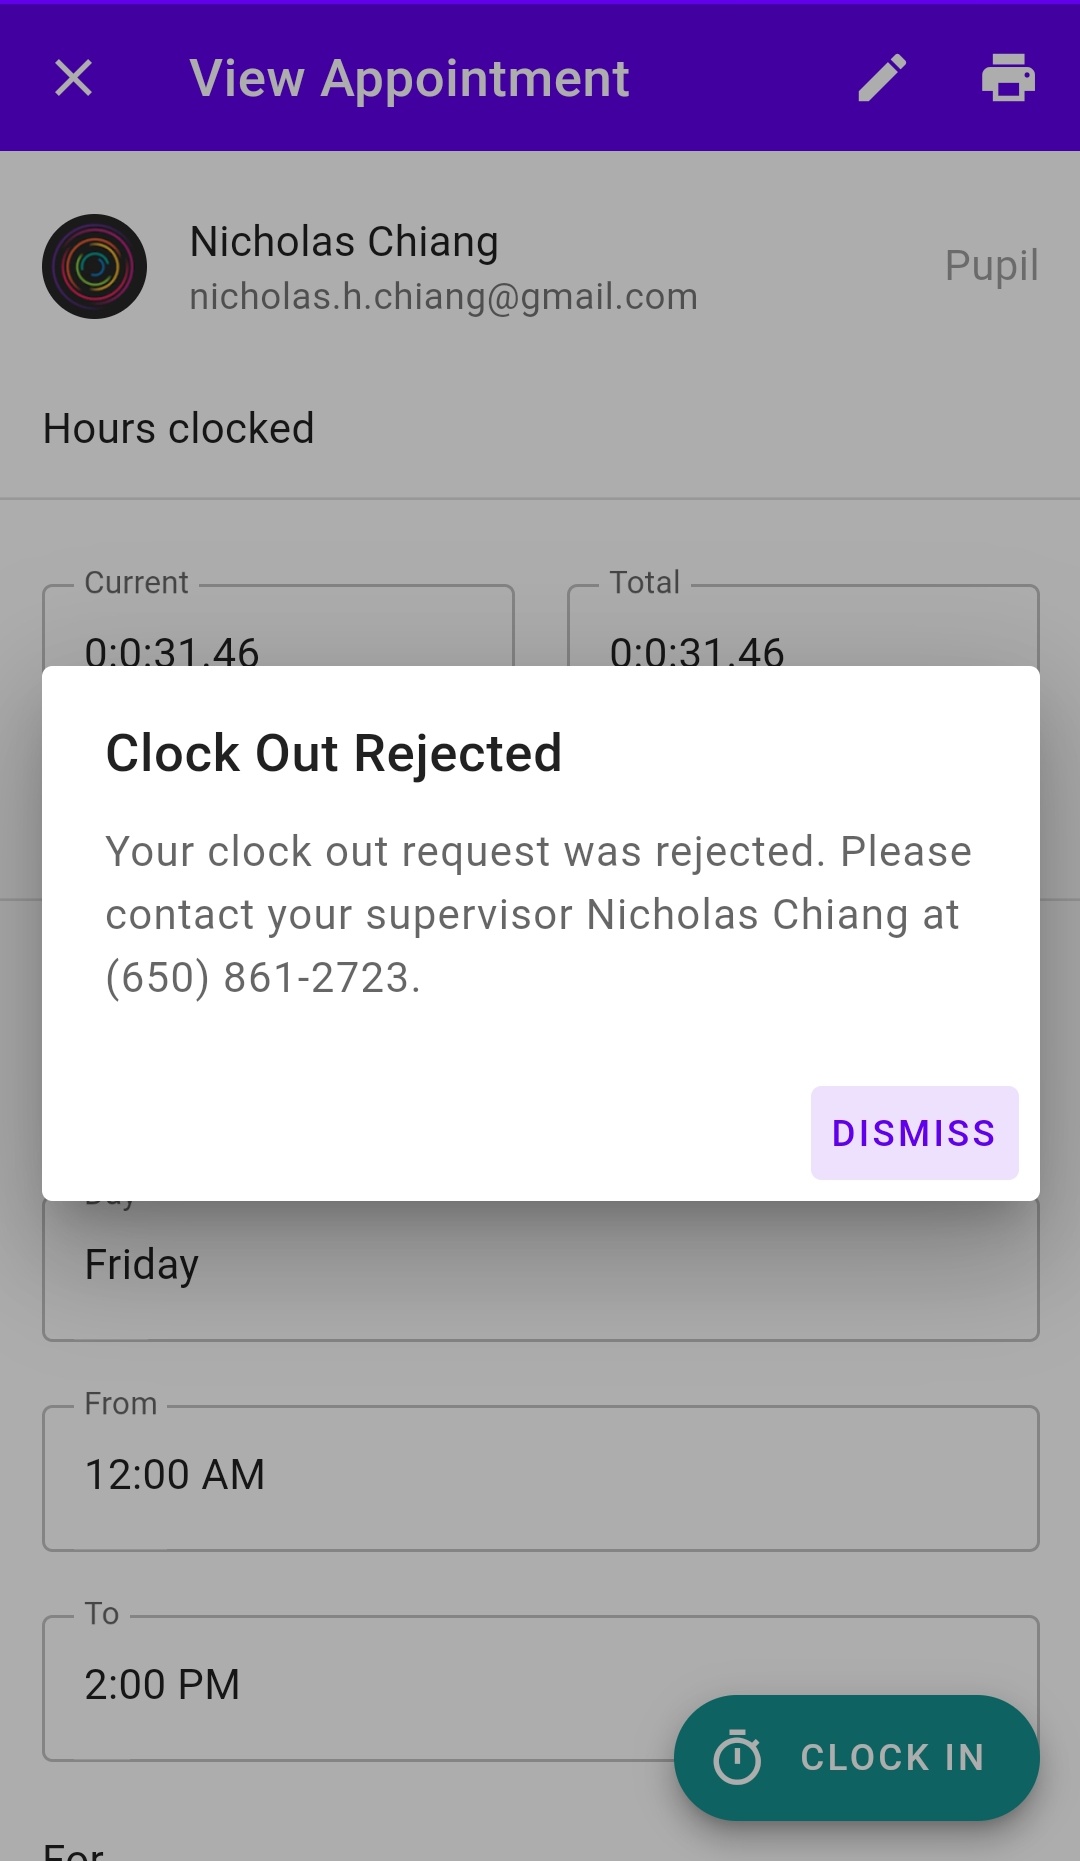 View Appointment
Nicholas Chiang
nicholas.h.chiang@gmail.com
Pupil
Hours clocked
Current
Total
0:0:31.46
0:0:31.46
Clock Out Rejected
Your clock out request was rejected. Please
contact your supervisor Nicholas Chiang at
(650) 861-2723.
DISMISS
Day
Friday
From
12:00 AM
To
2:00 PM
CLOCK IN
For